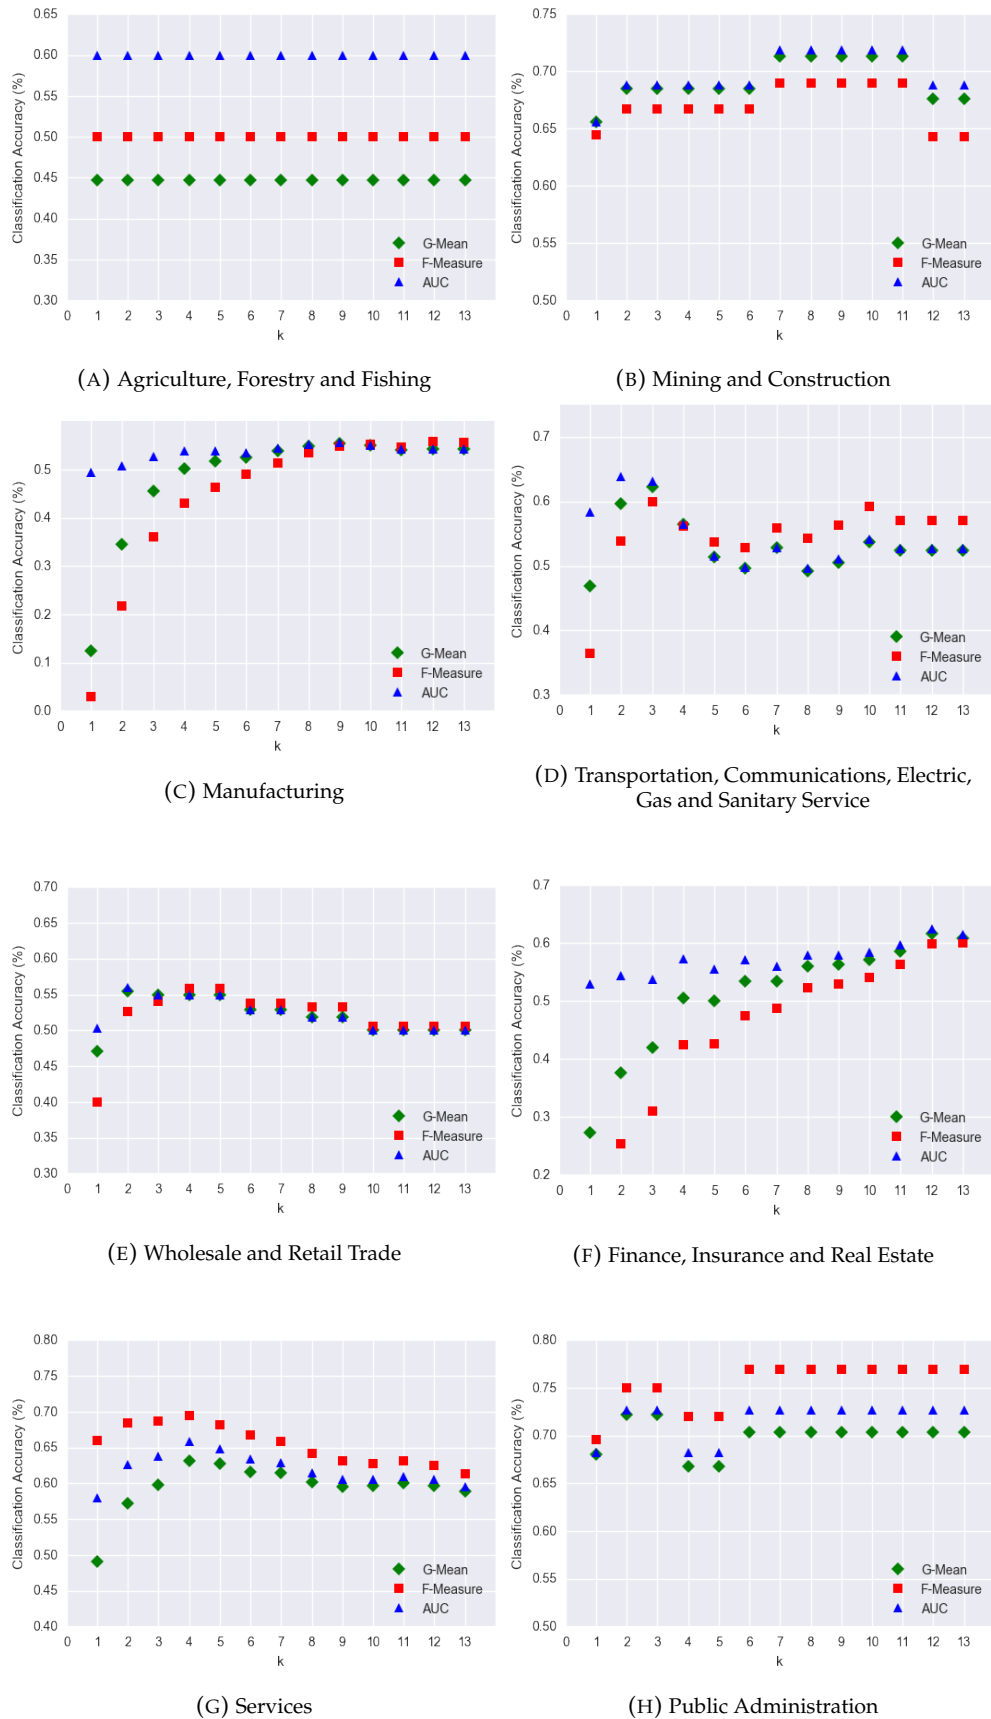 0.65
0.60
0.55
0.50
0.45
0.40
0.35
0.30
Classification Accuracy (%)
G-Mean
F-Measure
AUC
0 1 2 3 4 5 6 7 8 9 10 11 12 13
k
(A) Agriculture, Forestry and Fishing
0.75
0.70
0.65
0.60
0.55
0.50
Classification Accuracy (%)
G-Mean
F-Measure
AUC
0 1 2 3 4 5 6 7 8 9 10 11 12 13
k
(B) Mining and Construction
0.5
0.4
0.3
0.2
0.1
0.0
Classification Accuracy (%)
G-Mean
F-Measure
AUC
0 1 2 3 4 5 6 7 8 9 10 11 12 13
k
(C) Manufacturing
0.7
0.6
0.5
0.4
0.3
Classification Accuracy (%)
G-Mean
F-Measure
AUC
0 1 2 3 4 5 6 7 8 9 10 11 12 13
k
(D) Transportation, Communications, Electric,
Gas and Sanitary Service
0.70
0.65
0.60
0.55
0.50
0.45
0.40
0.35
0.30
Classification Accuracy (%)
G-Mean
F-Measure
AUC
0 1 2 3 4 5 6 7 8 9 10 11 12 13
k
(E) Wholesale and Retail Trade
0.7
0.6
0.5
0.4
0.3
0.2
Classification Accuracy (%)
G-Mean
F-Measure
AUC
0 1 2 3 4 5 6 7 8 9 10 11 12 13
k
(F) Finance, Insurance and Real Estate
0.80
0.75
0.70
0.65
0.60
0.55
0.50
0.45
0.40
Classification Accuracy (%)
G-Mean
F-Measure
AUC
0 1 2 3 4 5 6 7 8 9 10 11 12 13
k
(G) Services
0.80
0.75
0.70
0.65
0.60
0.55
0.50
Classification Accuracy (%)
G-Mean
F-Measure
AUC
0 1 2 3 4 5 6 7 8 9 10 11 12 13
k
(H) Public Administration